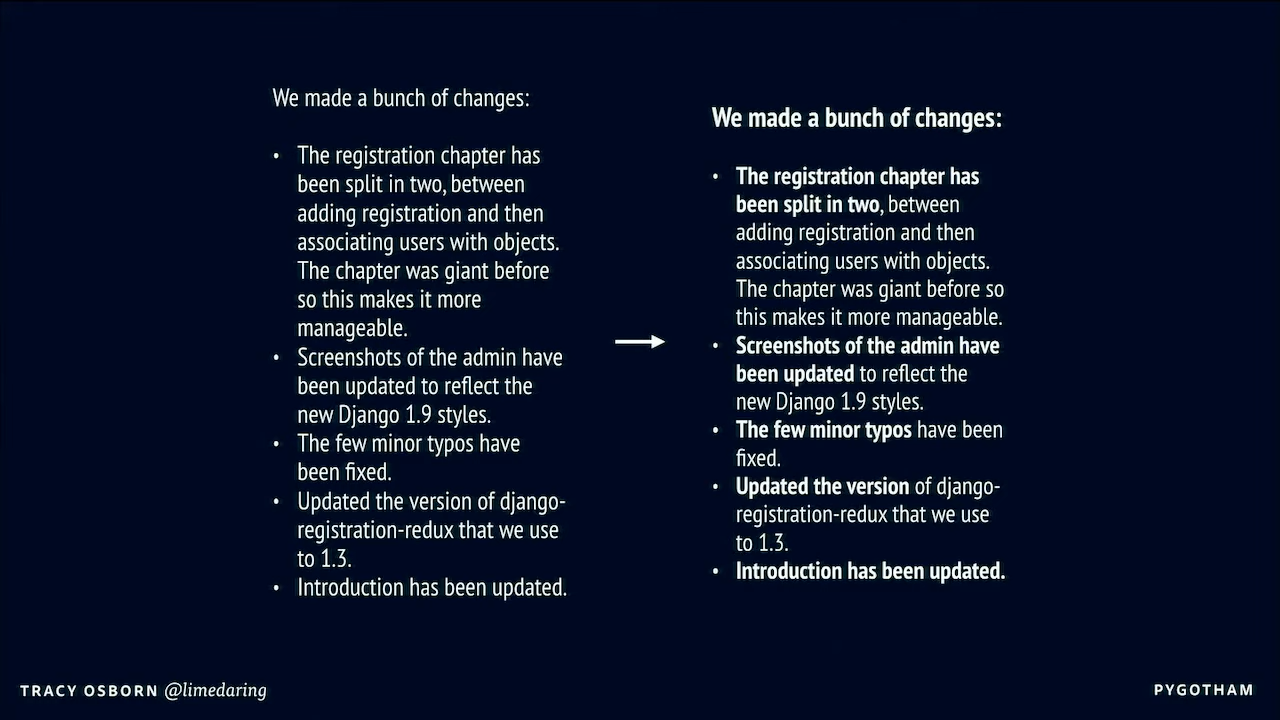 We made a bunch of changes:
• The registration chapter has
been split in two, between
adding registration and then
associating users with objects.
The chapter was giant before
so this makes it more
manageable.
• Screenshots of the admin have
been updated to reflect the
new Django 1.9 styles.
• The few minor typos have
been fixed.
• Updated the version of django-
registration-redux that we use
to 1.3.
• Introduction has been updated.
We made a bunch of changes:
• The registration chapter has
been split in two, between
adding registration and then
associating users with objects.
The chapter was giant before so
this makes it more manageable.
• Screenshots of the admin have
been updated to reflect the
new Django 1.9 styles.
• The few minor typos have been
fixed.
• Updated the version of django-
registration-redux that we use
to 1.3.
• Introduction has been updated.
TRACY OSBORN @limedaring
PYGOTHAM